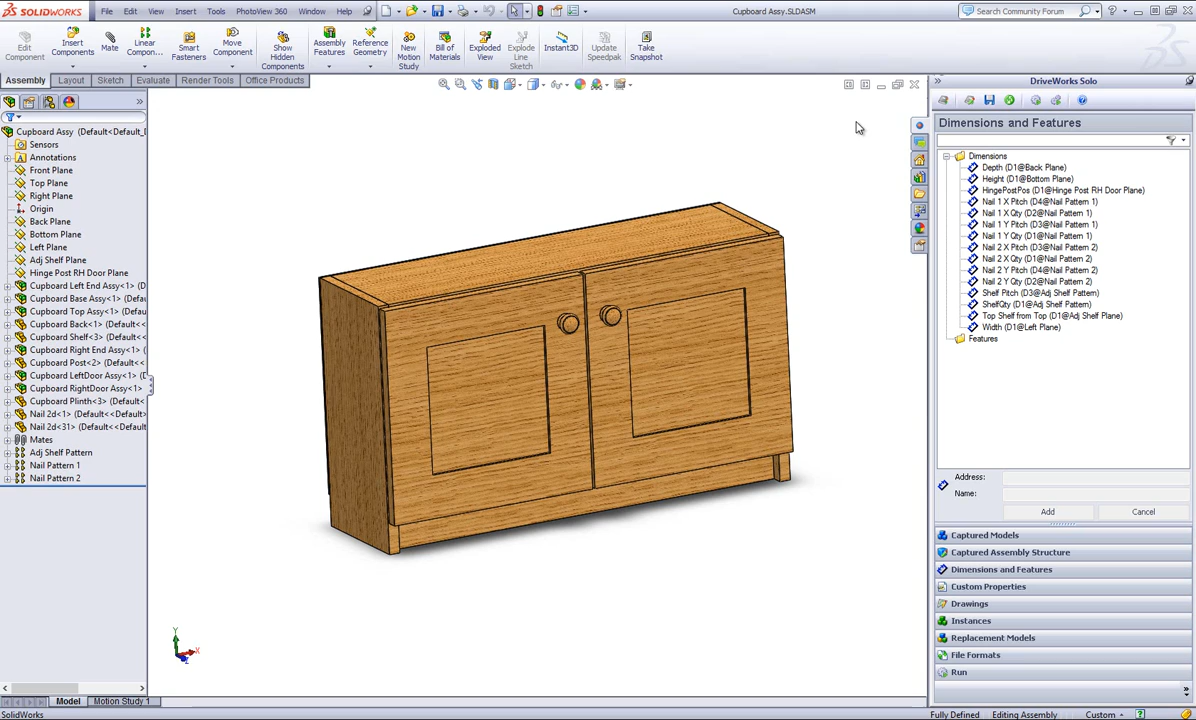 SOLIDWORKS File Edit View Insert Tools PhotoView 360 Window Help Cupboard Assy.SLDASM Search Community Forum
Edit Component
Insert Components
Mate
Linear Compon...
Smart Fasteners
Move Component
Show Hidden Components
Assembly Features
Reference Geometry
New Motion Study
Bill of Materials
Exploded View
Explode Line Sketch
Instant3D
Update Speedpak
Take Snapshot
Assembly Layout Sketch Evaluate Render Tools Office Products
Cupboard Assy (Default<Default_D
Sensors
Annotations
Front Plane
Top Plane
Right Plane
Origin
Back Plane
Bottom Plane
Left Plane
Adj Shelf Plane
Hinge Post RH Door Plane
Cupboard Left End Assy<1> (D
Cupboard Base Assy<1> (Defau
Cupboard Top Assy<1> (Defaul
Cupboard Back<1> (Default<<D
Cupboard Shelf<3> (Default<<
Cupboard Right End Assy<1> (
Cupboard Post<2> (Default<<D
Cupboard LeftDoor Assy<1> (D
Cupboard RightDoor Assy<1>
Cupboard Plinth<3> (Default<
Nail 2d<1> (Default<<Default
Nail 2d<31> (Default<<Defaul
Mates
Adj Shelf Pattern
Nail Pattern 1
Nail Pattern 2
Y
X
Z
DriveWorks Solo
Dimensions and Features
Dimensions
Depth (D1@Back Plane)
Height (D1@Bottom Plane)
HingePostPos (D1@Hinge Post RH Door Plane)
Nail 1 X Pitch (D4@Nail Pattern 1)
Nail 1 X Qty (D2@Nail Pattern 1)
Nail 1 Y Pitch (D3@Nail Pattern 1)
Nail 1 Y Qty (D1@Nail Pattern 1)
Nail 2 X Pitch (D3@Nail Pattern 2)
Nail 2 X Qty (D1@Nail Pattern 2)
Nail 2 Y Pitch (D4@Nail Pattern 2)
Nail 2 Y Qty (D2@Nail Pattern 2)
Shelf Pitch (D3@Adj Shelf Pattern)
ShelfQty (D1@Adj Shelf Pattern)
Top Shelf from Top (D1@Adj Shelf Plane)
Width (D1@Left Plane)
Features
Address:
Name:
Add Cancel
Captured Models
Captured Assembly Structure
Dimensions and Features
Custom Properties
Drawings
Instances
Replacement Models
File Formats
Run
Model Motion Study 1
SolidWorks Fully Defined Editing Assembly Custom